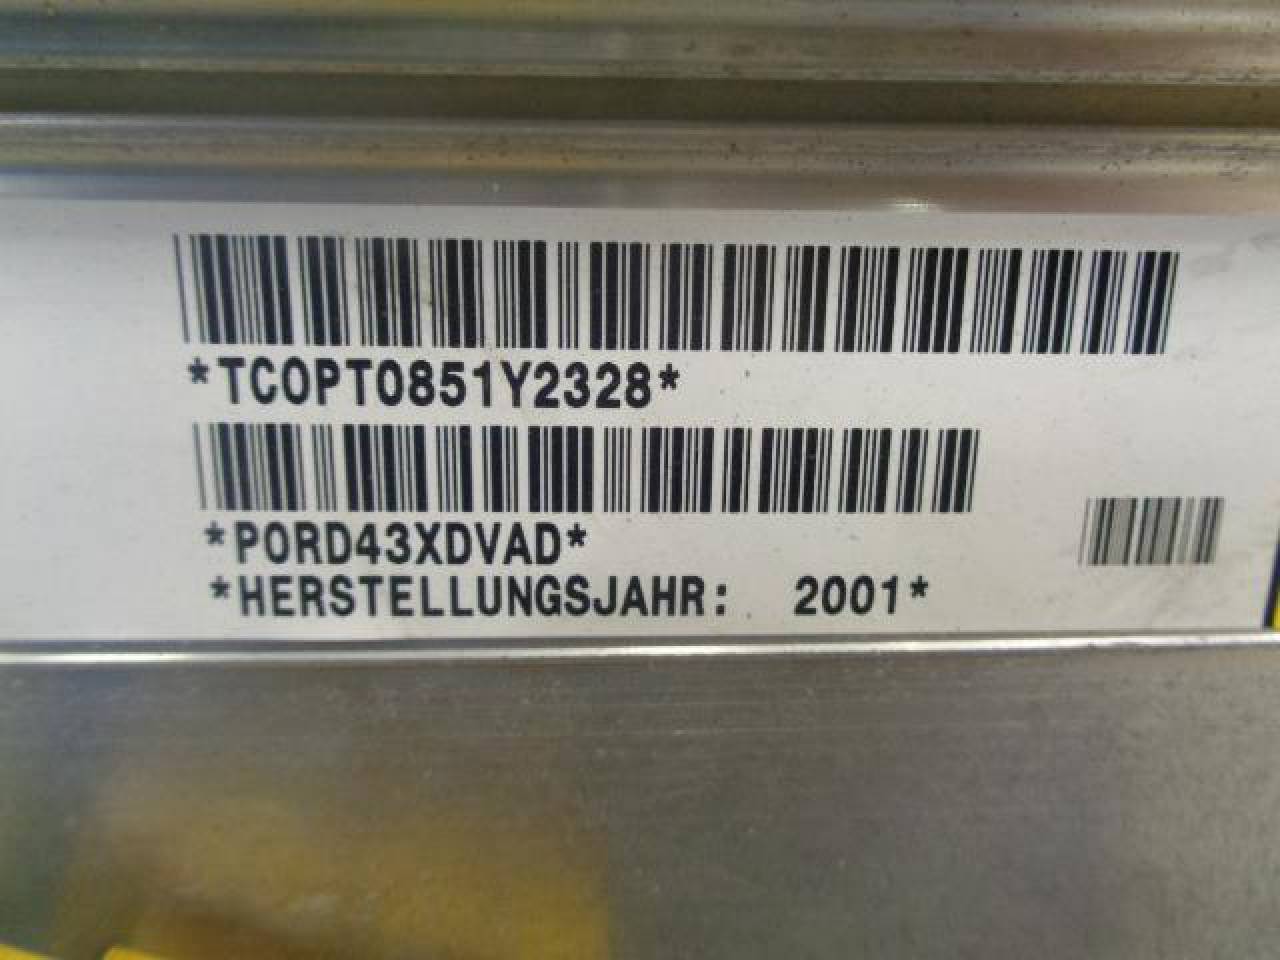 *TCOPT0851Y2328*
*PORD43XDVAD*
*HERSTELLUNGSJAHR: 2001*